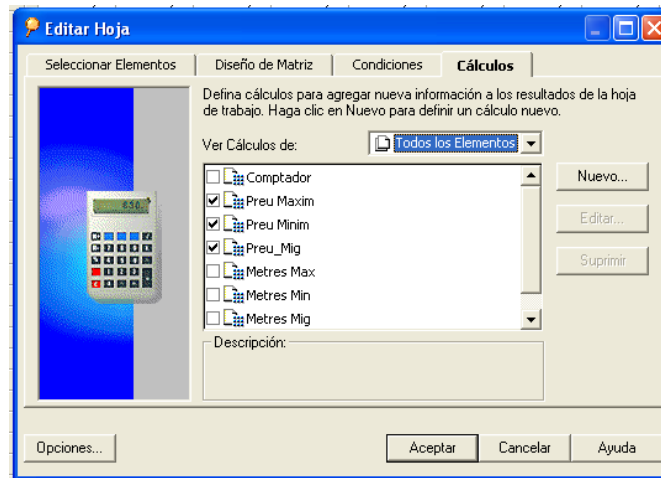 Editar Hoja
Seleccionar Elementos
Diseño de Matriz
Condiciones
Cálculos
Defina cálculos para agregar nueva información a los resultados de la hoja
de trabajo. Haga clic en Nuevo para definir un cálculo nuevo.
Ver Cálculos de:
Todos los Elementos
Comptador
Preu Maxim
Preu Minim
Preu_Mig
Metres Max
Metres Min
Metres Mig
Nuevo...
Editar...
Suprimir
Descripción:
Opciones...
Aceptar
Cancelar
Ayuda